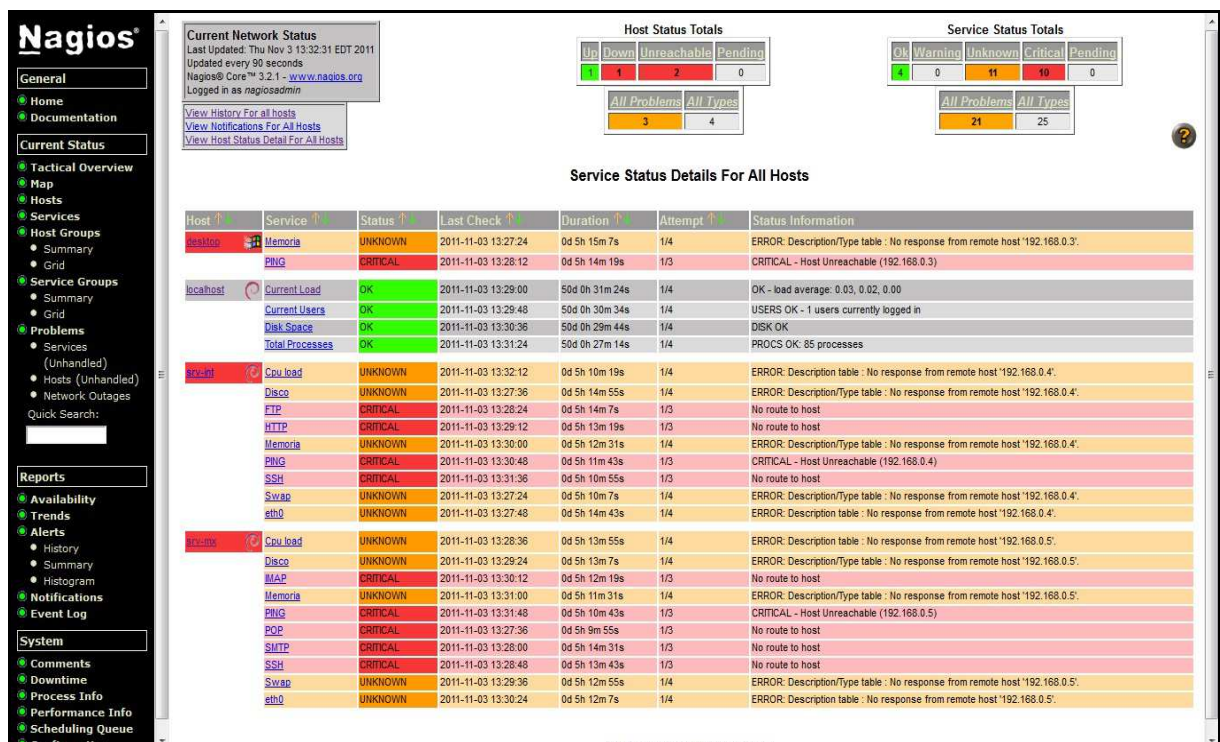 Nagios®
General
Home
Documentation
Current Status
Tactical Overview
Map
Hosts
Services
Host Groups
Summary
Grid
Service Groups
Summary
Grid
Problems
Services
(Unhandled)
Hosts (Unhandled)
Network Outages
Quick Search:
Reports
Availability
Trends
Alerts
History
Summary
Histogram
Notifications
Event Log
System
Comments
Downtime
Process Info
Performance Info
Scheduling Queue
Current Network Status
Last Updated: Thu Nov 3 13:32:31 EDT 2011
Updated every 90 seconds
Nagios® Core™ 3.2.1 - www.nagios.org
Logged in as nagiosadmin
View History For all hosts
View Notifications For All Hosts
View Host Status Detail For All Hosts
Host Status Totals
Up Down Unreachable Pending
1 1 2 0
All Problems All Types
3 4
Service Status Totals
Ok Warning Unknown Critical Pending
4 0 11 10 0
All Problems All Types
21 25
Service Status Details For All Hosts
Host Service Status Last Check Duration Attempt Status Information
desktop Memoria UNKNOWN 2011-11-03 13:27:24 0d 5h 15m 7s 1/4 ERROR: Description/Type table : No response from remote host '192.168.0.3'.
PING CRITICAL 2011-11-03 13:28:12 0d 5h 14m 19s 1/3 CRITICAL - Host Unreachable (192.168.0.3)
localhost Current Load OK 2011-11-03 13:29:00 50d 0h 31m 24s 1/4 OK - load average: 0.03, 0.02, 0.00
Current Users OK 2011-11-03 13:29:48 50d 0h 30m 34s 1/4 USERS OK - 1 users currently logged in
Disk Space OK 2011-11-03 13:30:36 50d 0h 29m 44s 1/4 DISK OK
Total Processes OK 2011-11-03 13:31:24 50d 0h 27m 14s 1/4 PROCS OK: 85 processes
srv-int Cpu load UNKNOWN 2011-11-03 13:32:12 0d 5h 10m 19s 1/4 ERROR: Description table : No response from remote host '192.168.0.4'.
Disco UNKNOWN 2011-11-03 13:27:36 0d 5h 14m 55s 1/4 ERROR: Description/Type table : No response from remote host '192.168.0.4'.
FTP CRITICAL 2011-11-03 13:28:24 0d 5h 14m 7s 1/3 No route to host
HTTP CRITICAL 2011-11-03 13:29:12 0d 5h 13m 19s 1/3 No route to host
Memoria UNKNOWN 2011-11-03 13:30:00 0d 5h 12m 31s 1/4 ERROR: Description/Type table : No response from remote host '192.168.0.4'.
PING CRITICAL 2011-11-03 13:30:48 0d 5h 11m 43s 1/3 CRITICAL - Host Unreachable (192.168.0.4)
SSH CRITICAL 2011-11-03 13:31:36 0d 5h 10m 55s 1/3 No route to host
Swap UNKNOWN 2011-11-03 13:27:24 0d 5h 10m 7s 1/4 ERROR: Description/Type table : No response from remote host '192.168.0.4'.
eth0 UNKNOWN 2011-11-03 13:27:48 0d 5h 14m 43s 1/4 ERROR: Description table : No response from remote host '192.168.0.4'.
srv-mx Cpu load UNKNOWN 2011-11-03 13:28:36 0d 5h 13m 55s 1/4 ERROR: Description table : No response from remote host '192.168.0.5'.
Disco UNKNOWN 2011-11-03 13:29:24 0d 5h 13m 7s 1/4 ERROR: Description/Type table : No response from remote host '192.168.0.5'.
IMAP CRITICAL 2011-11-03 13:30:12 0d 5h 12m 19s 1/3 No route to host
Memoria UNKNOWN 2011-11-03 13:31:00 0d 5h 11m 31s 1/4 ERROR: Description/Type table : No response from remote host '192.168.0.5'.
PING CRITICAL 2011-11-03 13:31:48 0d 5h 10m 43s 1/3 CRITICAL - Host Unreachable (192.168.0.5)
POP CRITICAL 2011-11-03 13:27:36 0d 5h 9m 55s 1/3 No route to host
SMTP CRITICAL 2011-11-03 13:28:00 0d 5h 14m 31s 1/3 No route to host
SSH CRITICAL 2011-11-03 13:28:48 0d 5h 13m 43s 1/3 No route to host
Swap UNKNOWN 2011-11-03 13:29:36 0d 5h 12m 55s 1/4 ERROR: Description/Type table : No response from remote host '192.168.0.5'.
eth0 UNKNOWN 2011-11-03 13:30:24 0d 5h 12m 7s 1/4 ERROR: Description table : No response from remote host '192.168.0.5'.